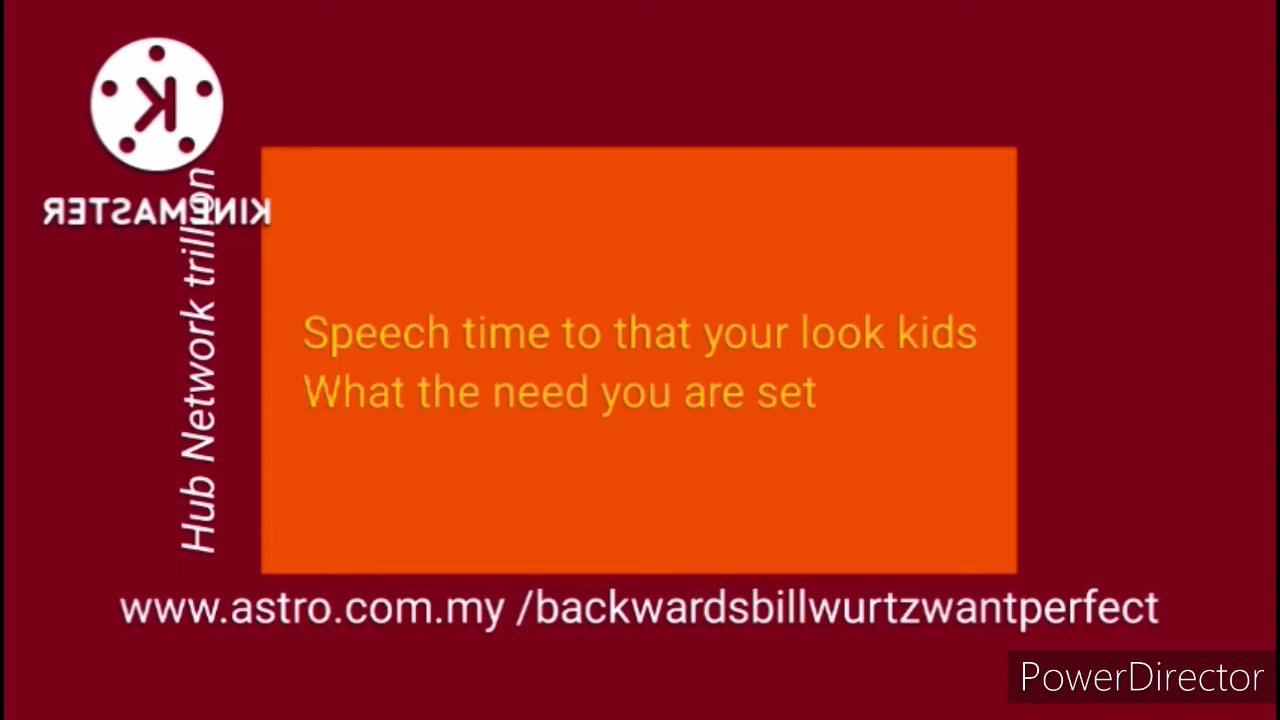 K
KINEMASTER
Hub Network trillion
Speech time to that your look kids
What the need you are set
www.astro.com.my /backwardsbillwurtzwantperfect
PowerDirector